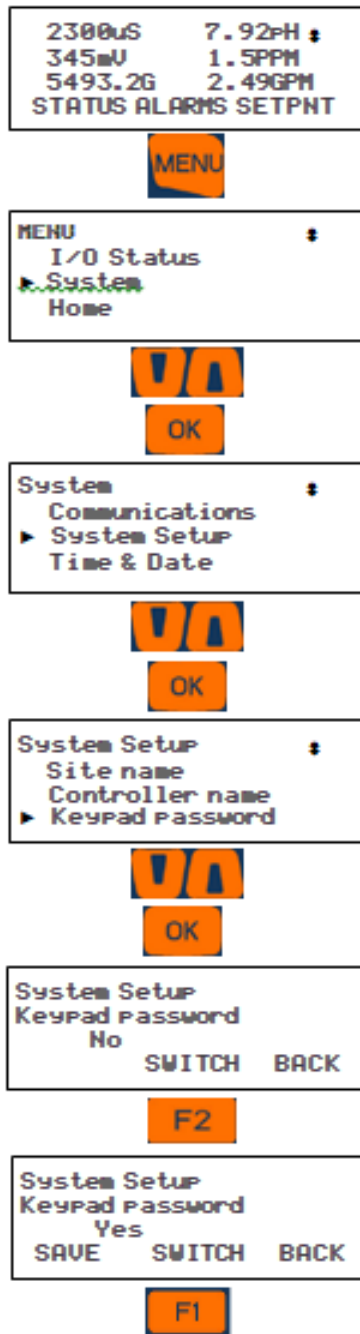 2300uS 7.92pH
345mV 1.5PPM
5493.2G 2.49GPM
STATUS ALARMS SETPNT
MENU
MENU
I/O Status
System
Home
OK
System
Communications
System Setup
Time & Date
OK
System Setup
Site name
Controller name
Keypad password
OK
System Setup
Keypad password
No
SWITCH BACK
F2
System Setup
Keypad password
Yes
SAVE SWITCH BACK
F1